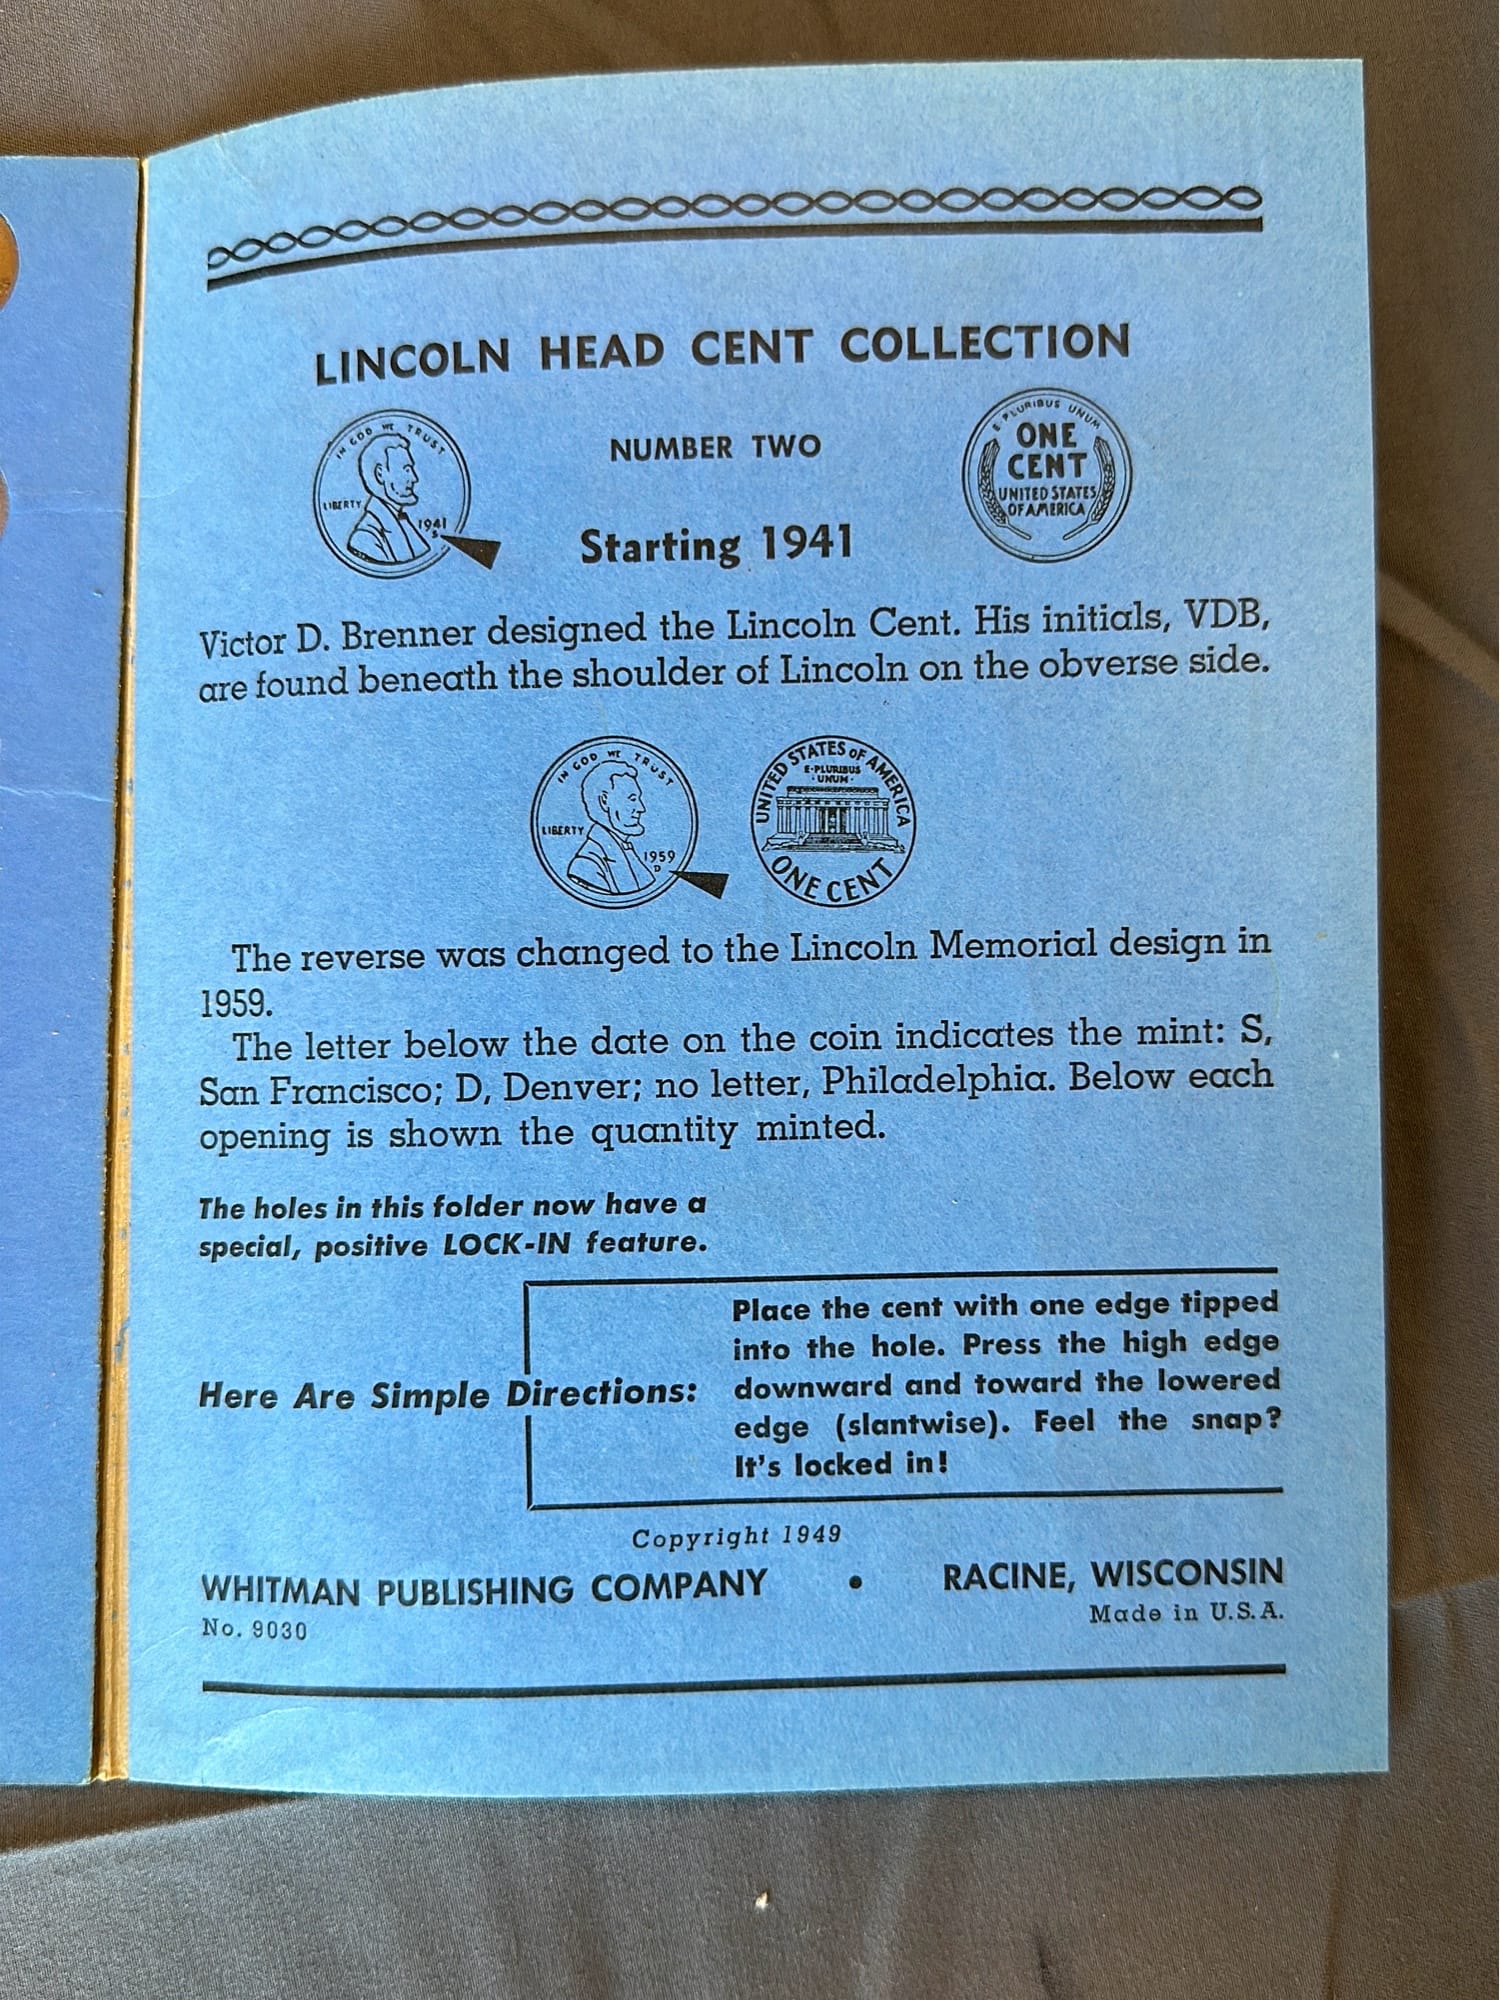 LINCOLN HEAD CENT COLLECTION
NUMBER TWO
Starting 1941
IN GOD WE TRUST
LIBERTY
1941
S
E·PLURIBUS UNUM
ONE
CENT
UNITED STATES
OF AMERICA
Victor D. Brenner designed the Lincoln Cent. His initials, VDB,
are found beneath the shoulder of Lincoln on the obverse side.
IN GOD WE TRUST
LIBERTY
1959
D
UNITED STATES OF AMERICA
E·PLURIBUS
·UNUM·
ONE CENT
The reverse was changed to the Lincoln Memorial design in
1959.
The letter below the date on the coin indicates the mint: S,
San Francisco; D, Denver; no letter, Philadelphia. Below each
opening is shown the quantity minted.
The holes in this folder now have a
special, positive LOCK-IN feature.
Here Are Simple Directions:
Place the cent with one edge tipped
into the hole. Press the high edge
downward and toward the lowered
edge (slantwise). Feel the snap?
It's locked in!
Copyright 1949
WHITMAN PUBLISHING COMPANY • RACINE, WISCONSIN
No. 9030 Made in U.S.A.